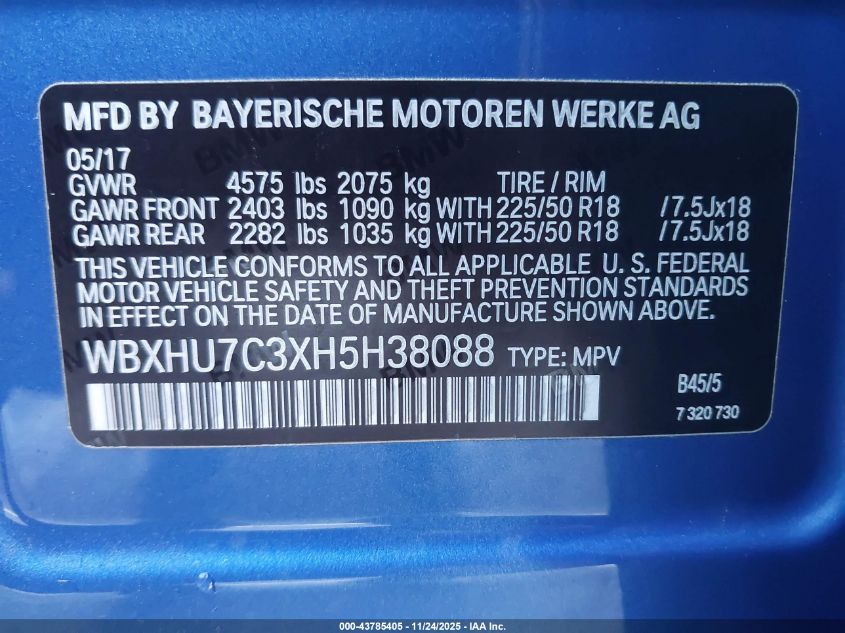 MFD BY BAYERISCHE MOTOREN WERKE AG
05/17
GVWR 4575 lbs 2075 kg TIRE / RIM
GAWR FRONT 2403 lbs 1090 kg WITH 225/50 R18 /7.5Jx18
GAWR REAR 2282 lbs 1035 kg WITH 225/50 R18 /7.5Jx18
THIS VEHICLE CONFORMS TO ALL APPLICABLE U. S. FEDERAL
MOTOR VEHICLE SAFETY AND THEFT PREVENTION STANDARDS
IN EFFECT ON THE DATE OF MANUFACTURE SHOWN ABOVE.
WBXHU7C3XH5H38088 TYPE: MPV
B45/5
7 320 730
000-43785405 - 11/24/2025 - IAA Inc.